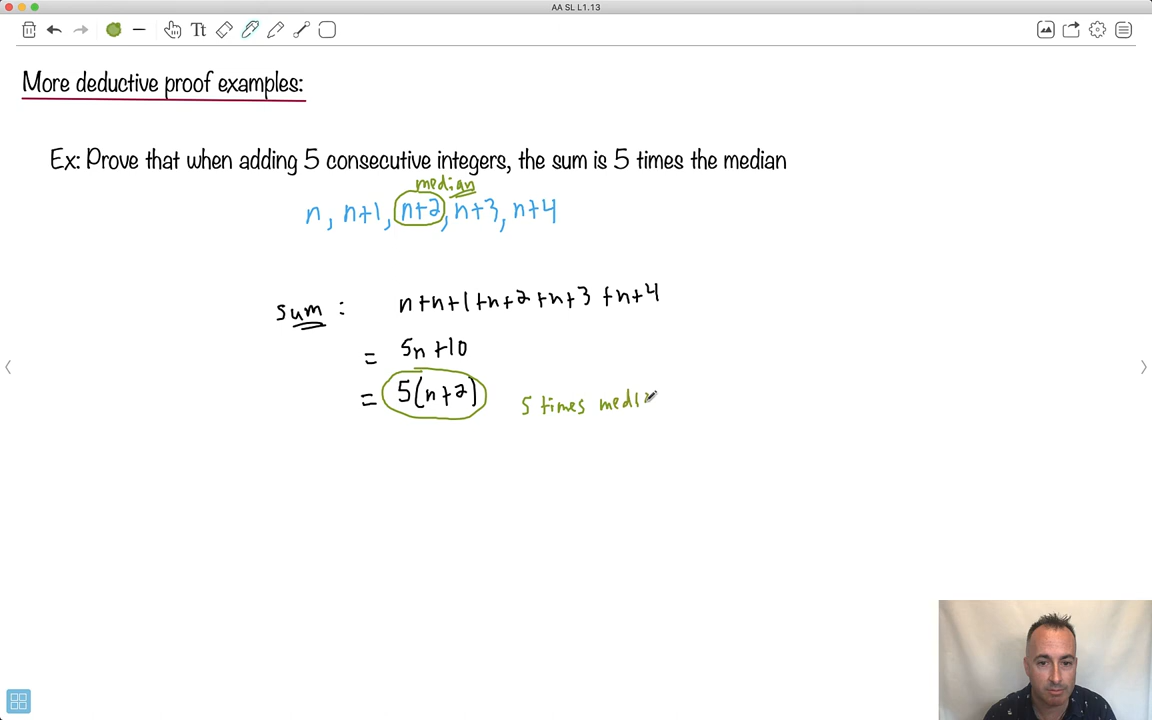 AA SL L1.13
Tt
More deductive proof examples:
Ex: Prove that when adding 5 consecutive integers, the sum is 5 times the median
median
n, n+1, n+2, n+3, n+4
sum : n+n+1+n+2+n+3+n+4
= 5n+10
= 5(n+2) 5 times medi